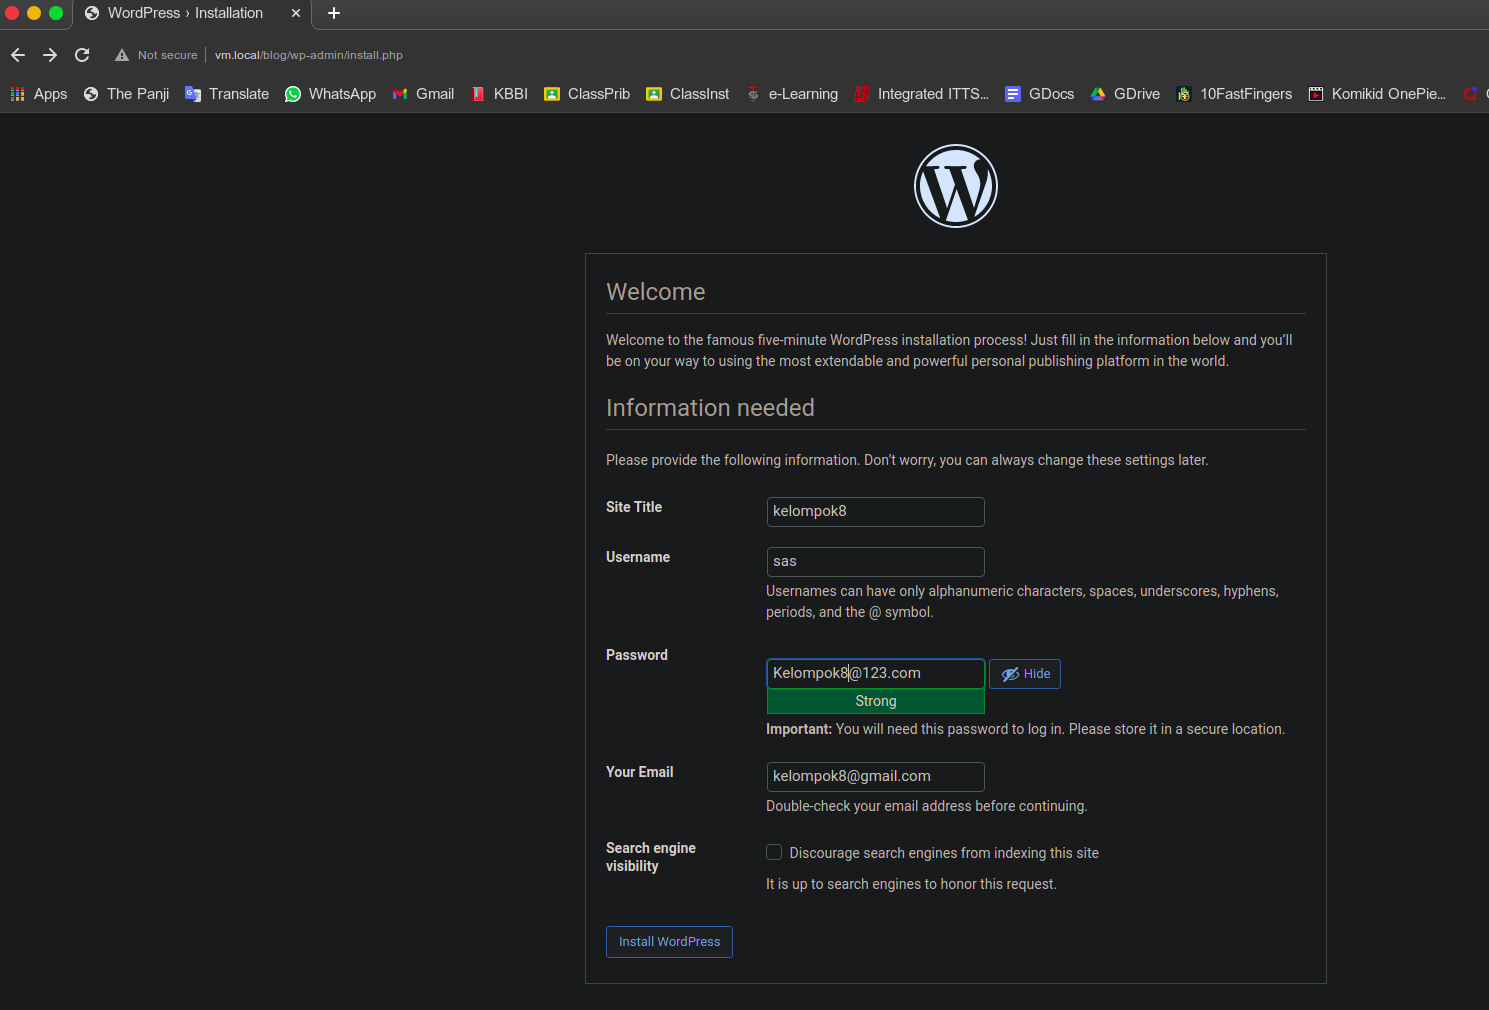 WordPress › Installation
Not secure vm.local/blog/wp-admin/install.php
Apps The Panji Translate WhatsApp Gmail KBBI ClassPrib ClassInst e-Learning Integrated ITTS... GDocs GDrive 10FastFingers Komikid OnePie...
Welcome
Welcome to the famous five-minute WordPress installation process! Just fill in the information below and you’ll
be on your way to using the most extendable and powerful personal publishing platform in the world.
Information needed
Please provide the following information. Don’t worry, you can always change these settings later.
Site Title kelompok8
Username sas
Usernames can have only alphanumeric characters, spaces, underscores, hyphens,
periods, and the @ symbol.
Password Kelompok8@123.com Hide
Strong
Important: You will need this password to log in. Please store it in a secure location.
Your Email kelompok8@gmail.com
Double-check your email address before continuing.
Search engine
visibility
Discourage search engines from indexing this site
It is up to search engines to honor this request.
Install WordPress